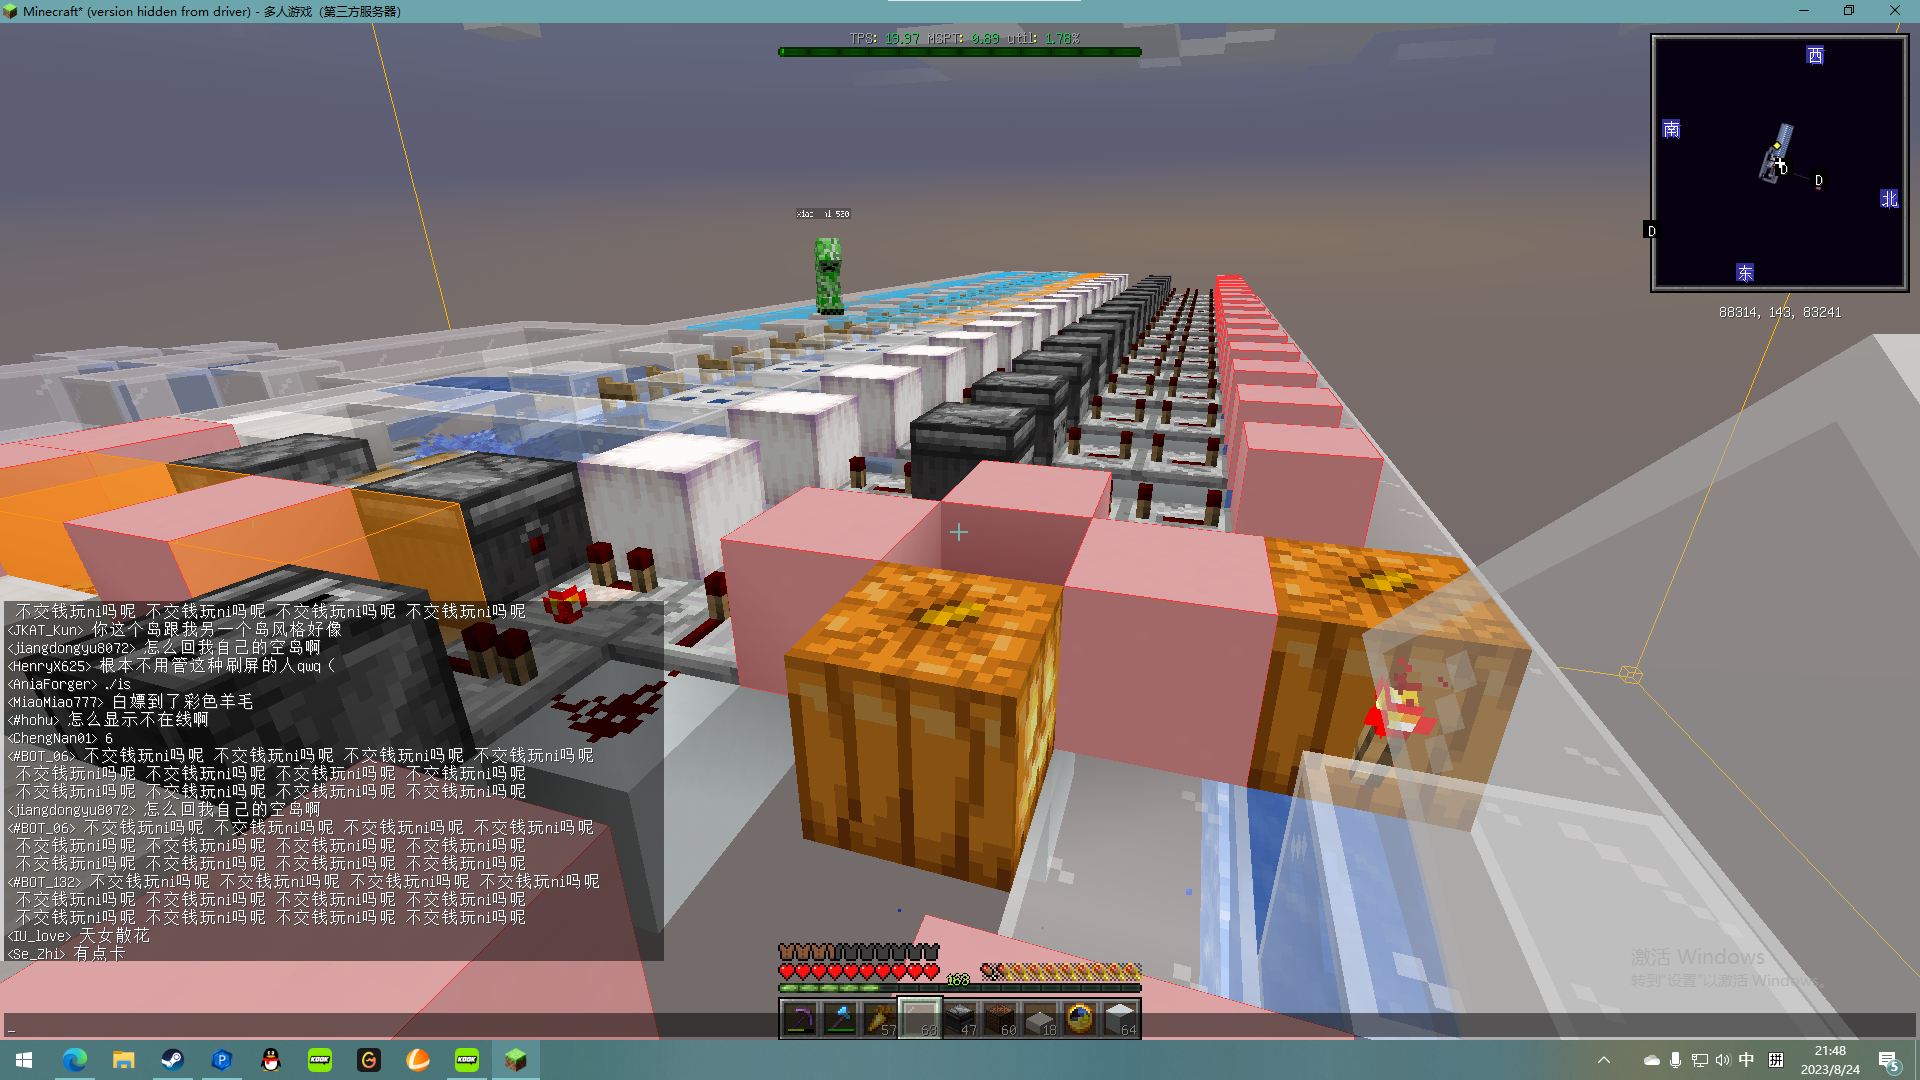 Minecraft* (version hidden from driver) - 多人游戏（第三方服务器）
TPS: 19.97 MSPT: 0.69 util: 1.78%
西
南
D
D
北
D
东
88314, 143, 83241
不交钱玩ni吗呢 不交钱玩ni吗呢 不交钱玩ni吗呢 不交钱玩ni吗呢
<JKAT_Kun> 你这个岛跟我另一个岛风格好像
<jiangdongyu8072> 怎么回我自己的空岛啊
<HenryX625> 根本不用管这种刷屏的人qwq（
<AniaForger> ./is
<MiaoMiao777> 白嫖到了彩色羊毛
<#hohu> 怎么显示不在线啊
<ChengNan01> 6
<#BOT_06> 不交钱玩ni吗呢 不交钱玩ni吗呢 不交钱玩ni吗呢 不交钱玩ni吗呢
不交钱玩ni吗呢 不交钱玩ni吗呢 不交钱玩ni吗呢 不交钱玩ni吗呢
不交钱玩ni吗呢 不交钱玩ni吗呢 不交钱玩ni吗呢 不交钱玩ni吗呢
<jiangdongyu8072> 怎么回我自己的空岛啊
<#BOT_06> 不交钱玩ni吗呢 不交钱玩ni吗呢 不交钱玩ni吗呢 不交钱玩ni吗呢
不交钱玩ni吗呢 不交钱玩ni吗呢 不交钱玩ni吗呢 不交钱玩ni吗呢
不交钱玩ni吗呢 不交钱玩ni吗呢 不交钱玩ni吗呢 不交钱玩ni吗呢
<#BOT_132> 不交钱玩ni吗呢 不交钱玩ni吗呢 不交钱玩ni吗呢 不交钱玩ni吗呢
不交钱玩ni吗呢 不交钱玩ni吗呢 不交钱玩ni吗呢 不交钱玩ni吗呢
不交钱玩ni吗呢 不交钱玩ni吗呢 不交钱玩ni吗呢 不交钱玩ni吗呢
<IU_love> 天女散花
<Se_Zhi> 有点卡
168
57 63 47 60 18 64
激活 Windows
转到"设置"以激活 Windows。
KOOK
KOOK
中
拼
21:48
2023/8/24
5